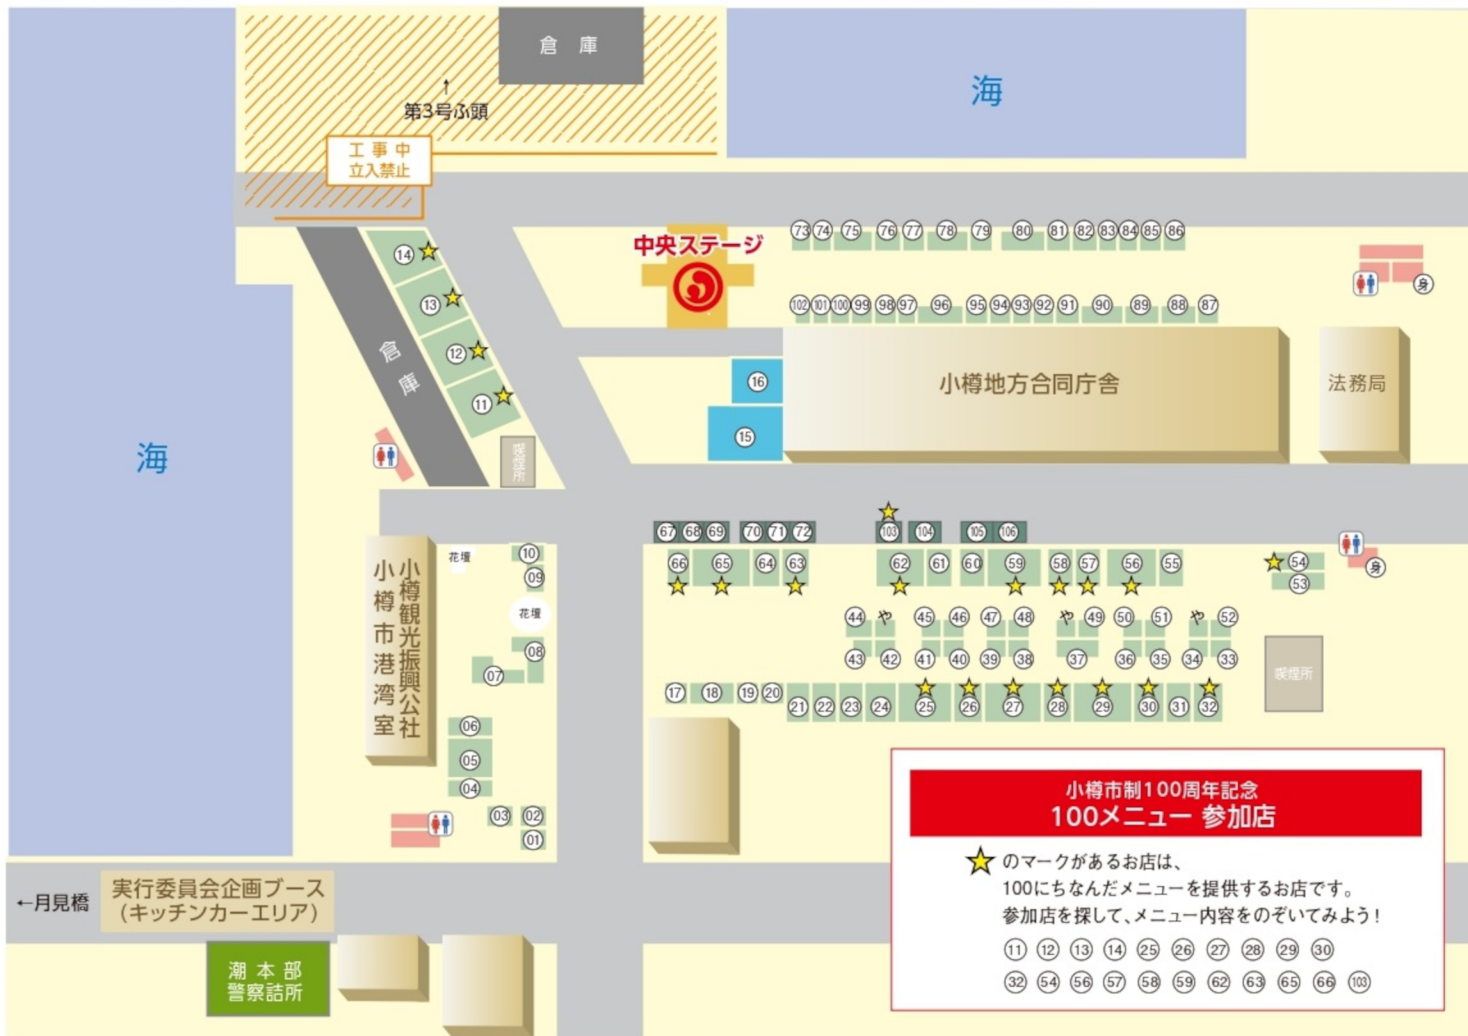 倉 庫
海
↑
第3号ふ頭
工 事 中
立入禁止
中央ステージ
73 74 75 76 77 78 79 80 81 82 83 84 85 86
身
102 101 100 99 98 97 96 95 94 93 92 91 90 89 88 87
14
13
12
11
倉 庫
16
15
小樽地方合同庁舎
法務局
海
喫煙所
67 68 69 70 71 72 103 104 105 106
66 65 64 63 62 61 60 59 58 57 56 55
54
53
身
花壇
10
09
花壇
08
07
小樽観光振興公社
小樽市港湾室
44 や 45 46 47 48 や 49 50 51 や 52
43 42 41 40 39 38 37 36 35 34 33
喫煙所
17 18 19 20 21 22 23 24 25 26 27 28 29 30 31 32
06
05
04
03 02
01
←月見橋
実行委員会企画ブース
(キッチンカーエリア)
潮 本 部
警察詰所
小樽市制100周年記念
100メニュー 参加店
★のマークがあるお店は、
100にちなんだメニューを提供するお店です。
参加店を探して、メニュー内容をのぞいてみよう!
11 12 13 14 25 26 27 28 29 30
32 54 56 57 58 59 62 63 65 66 103